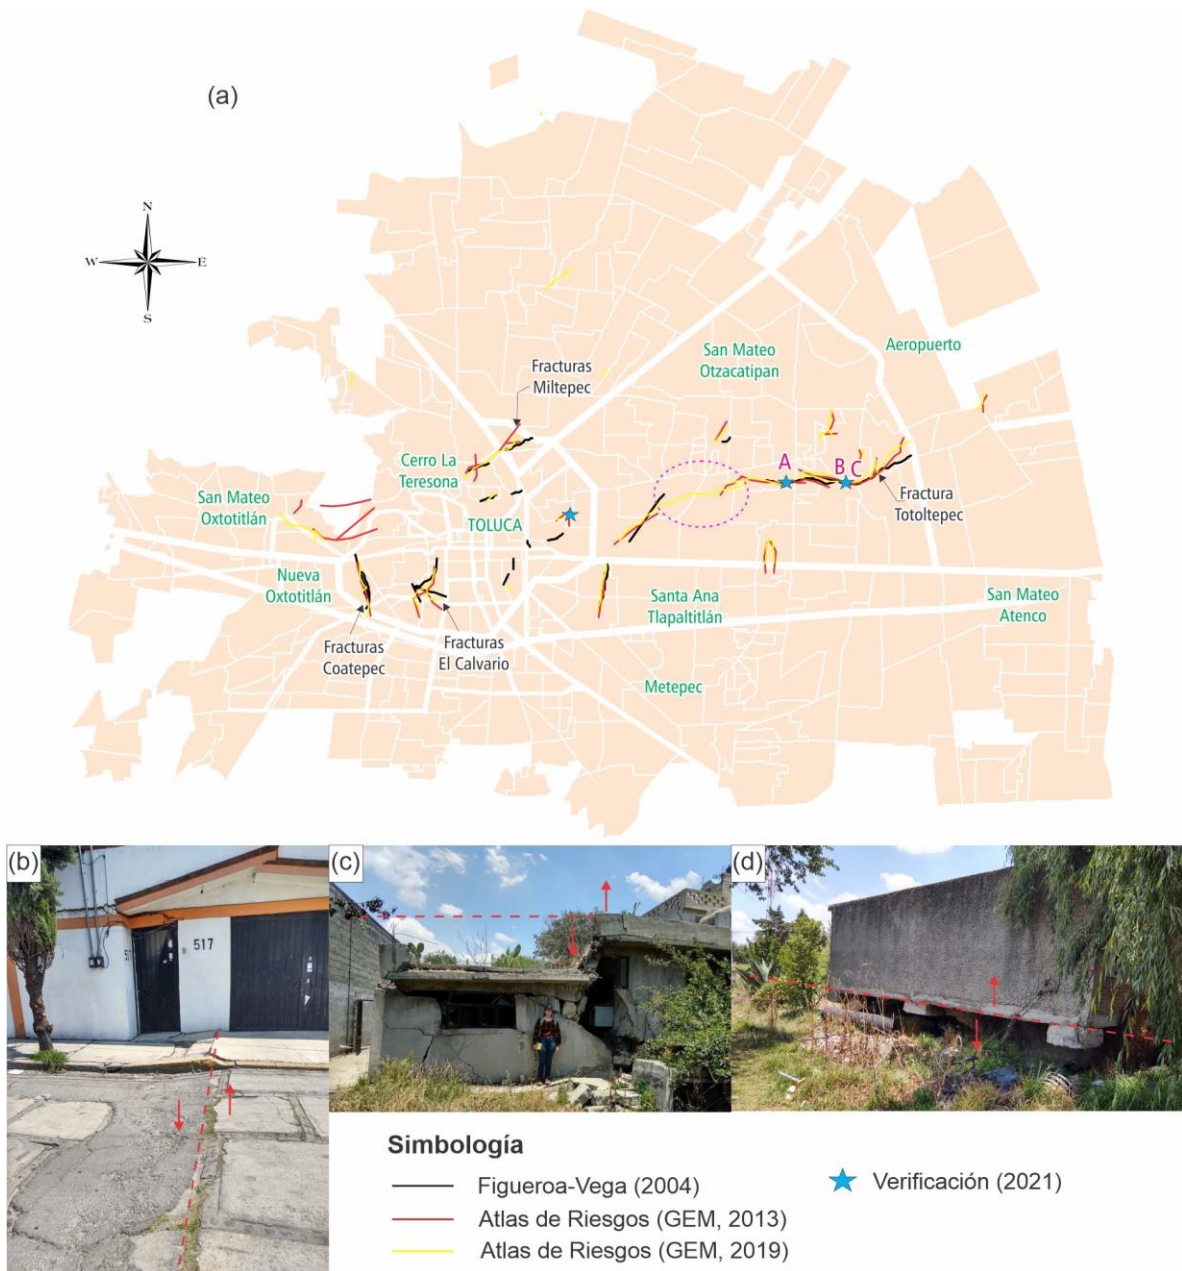 (a)
N
W
E
S
San Mateo
Otzacatipan
Aeropuerto
Fracturas
Miltepec
Cerro La
Teresona
A
B C
Fractura
Totoltepec
San Mateo
Oxtotitlán
TOLUCA
Nueva
Oxtotitlán
Santa Ana
Tlapaltitlán
San Mateo
Atenco
Fracturas
Coatepec
Fracturas
El Calvario
Metepec
(b)
517
(c)
(d)
Simbología
Figueroa-Vega (2004)
Atlas de Riesgos (GEM, 2013)
Atlas de Riesgos (GEM, 2019)
Verificación (2021)